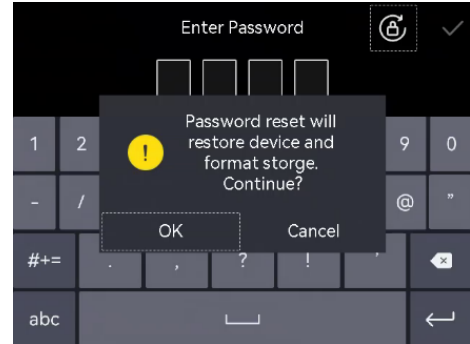 Enter Password
Password reset will
restore device and
format storge.
Continue?
OK Cancel
1 2 9 0
- / @ "
#+= . , ? ! '
abc